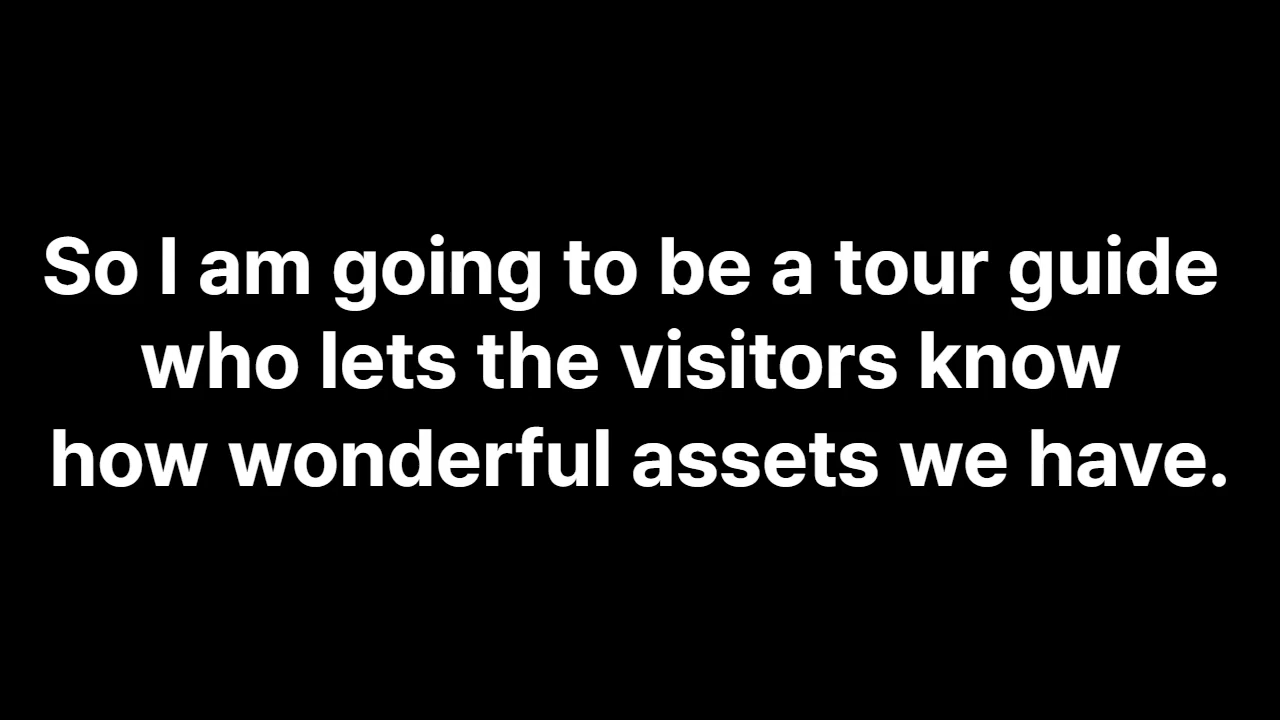 So I am going to be a tour guide
who lets the visitors know
how wonderful assets we have.